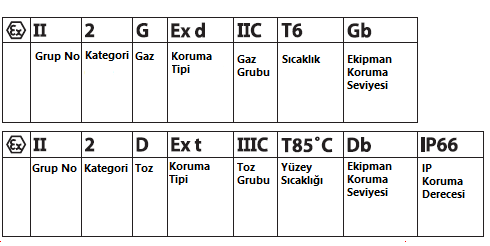 Ex II 2 G Ex d IIC T6 Gb
Grup No Kategori Gaz Koruma Tipi Gaz Grubu Sıcaklık Ekipman Koruma Seviyesi
Ex II 2 D Ex t IIIC T85˚C Db IP66
Grup No Kategori Toz Koruma Tipi Toz Grubu Yüzey Sıcaklığı Ekipman Koruma Seviyesi IP Koruma Derecesi